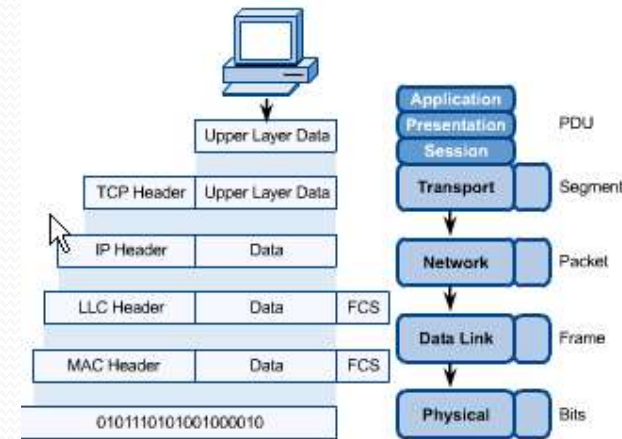 Upper Layer Data
TCP Header Upper Layer Data
IP Header Data
LLC Header Data FCS
MAC Header Data FCS
0101110101001000010
Application
Presentation
Session
PDU
Transport Segment
Network Packet
Data Link Frame
Physical Bits